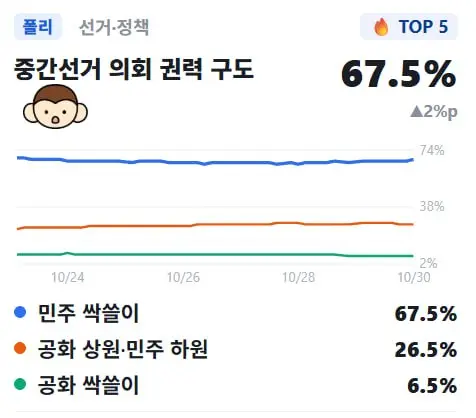 폴리 선거·정책 TOP 5
중간선거 의회 권력 구도 67.5%
▲2%p
74%
38%
2%
10/24 10/26 10/28 10/30
민주 싹쓸이 67.5%
공화 상원·민주 하원 26.5%
공화 싹쓸이 6.5%